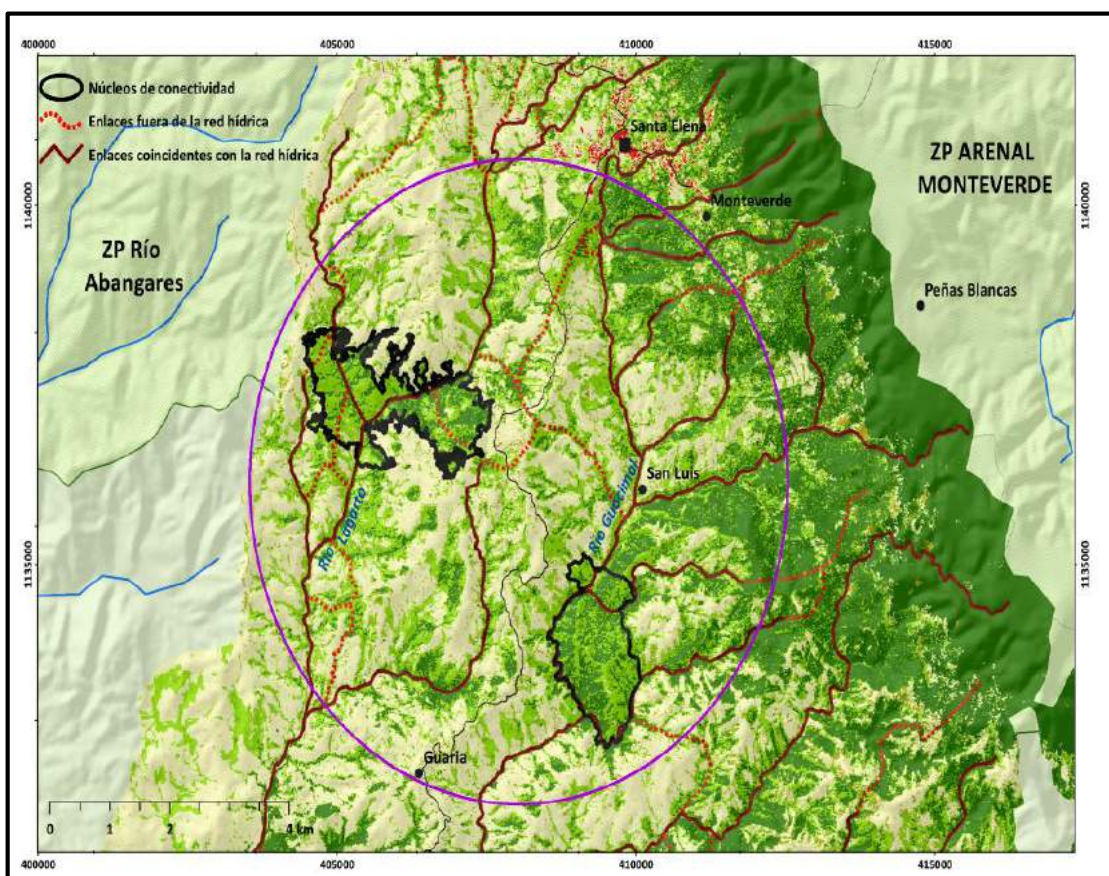 400000 405000 410000 415000
Núcleos de conectividad
Enlaces fuera de la red hídrica
Enlaces coincidentes con la red hídrica
Santa Elena
ZP ARENAL
MONTEVERDE
1140000
1140000
Monteverde
ZP Río
Abangares
Peñas Blancas
San Luis
Río Guacimal
Río Lagarto
1135000
1135000
Guaria
0 1 2 4 km
400000 405000 410000 415000